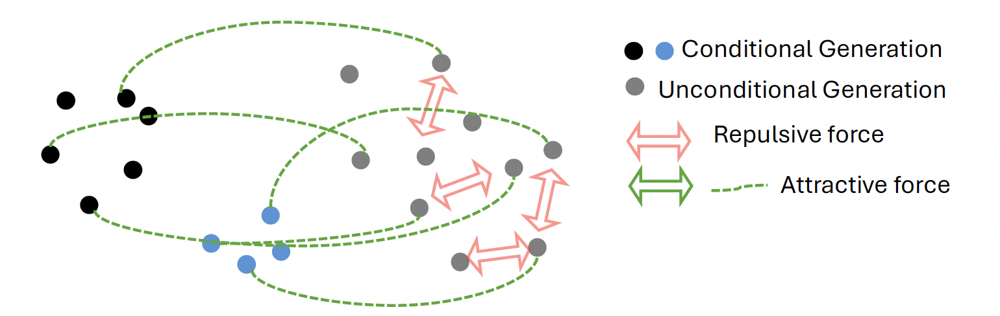 Conditional Generation
Unconditional Generation
Repulsive force
Attractive force